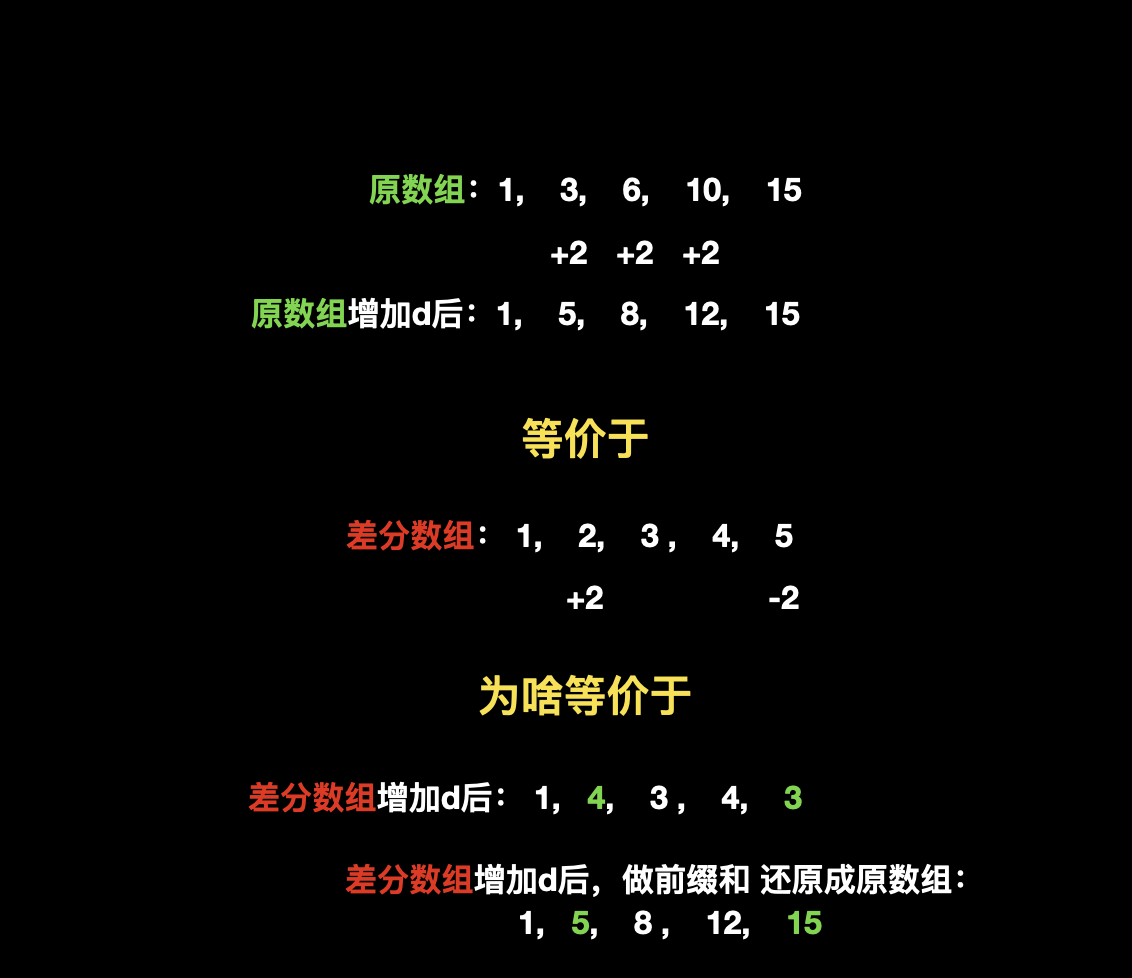 原数组：1, 3, 6, 10, 15
+2 +2 +2
原数组增加d后：1, 5, 8, 12, 15
等价于
差分数组： 1, 2, 3 , 4, 5
+2 -2
为啥等价于
差分数组增加d后： 1, 4, 3 , 4, 3
差分数组增加d后，做前缀和 还原成原数组：
1, 5, 8 , 12, 15